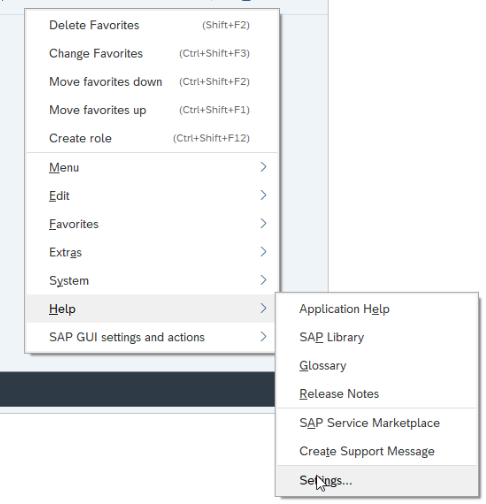 Delete Favorites (Shift+F2)
Change Favorites (Ctrl+Shift+F3)
Move favorites down (Ctrl+Shift+F2)
Move favorites up (Ctrl+Shift+F1)
Create role (Ctrl+Shift+F12)
Menu
Edit
Favorites
Extras
System
Help
SAP GUI settings and actions
Application Help
SAP Library
Glossary
Release Notes
SAP Service Marketplace
Create Support Message
Settings...